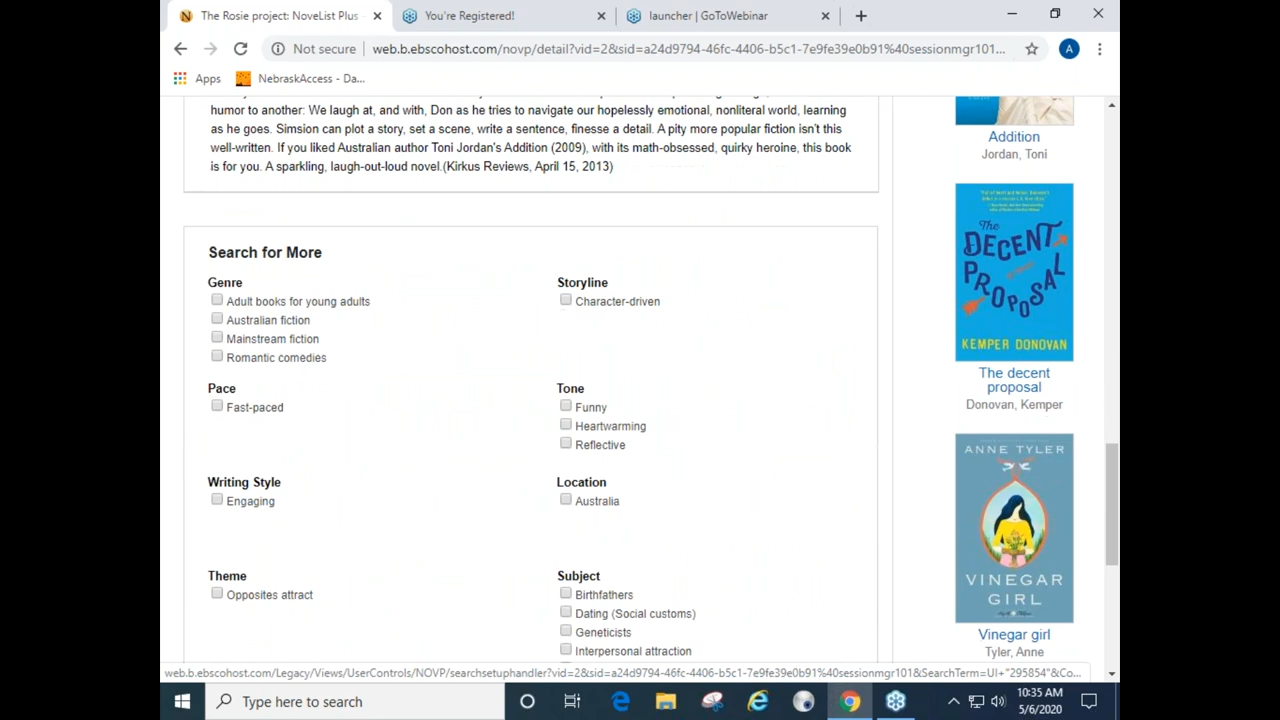 The Rosie project: NoveList Plus
You're Registered!
launcher | GoToWebinar
Not secure
web.b.ebscohost.com/novp/detail?vid=2&sid=a24d9794-46fc-4406-b5c1-7e9fe39e0b91%40sessionmgr101...
A
Apps
NebraskAccess - Da...
humor to another: We laugh at, and with, Don as he tries to navigate our hopelessly emotional, nonliteral world, learning
as he goes. Simsion can plot a story, set a scene, write a sentence, finesse a detail. A pity more popular fiction isn't this
well-written. If you liked Australian author Toni Jordan's Addition (2009), with its math-obsessed, quirky heroine, this book
is for you. A sparkling, laugh-out-loud novel.(Kirkus Reviews, April 15, 2013)
Search for More
Genre
Adult books for young adults
Australian fiction
Mainstream fiction
Romantic comedies
Storyline
Character-driven
Pace
Fast-paced
Tone
Funny
Heartwarming
Reflective
Writing Style
Engaging
Location
Australia
Theme
Opposites attract
Subject
Birthfathers
Dating (Social customs)
Geneticists
Interpersonal attraction
Addition
Jordan, Toni
The
DECENT
PROPOSAL
KEMPER DONOVAN
The decent
proposal
Donovan, Kemper
ANNE TYLER
VINEGAR
GIRL
Vinegar girl
Tyler, Anne
web.b.ebscohost.com/Legacy/Views/UserControls/NOVP/searchsetuphandler?vid=2&sid=a24d9794-46fc-4406-b5c1-7e9fe39e0b91%40sessionmgr101&SearchTerm=UI+"295854"&Co...
Type here to search
10:35 AM
5/6/2020